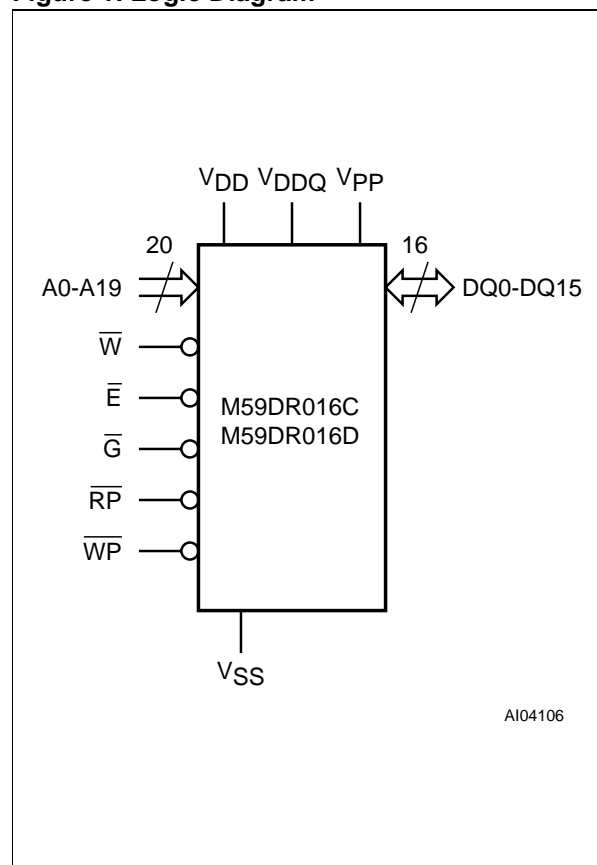 Figure 1. Logic Diagram
VDD VDDQ VPP
20 16
A0-A19 DQ0-DQ15
W
E
M59DR016C
M59DR016D
G
RP
WP
VSS
AI04106